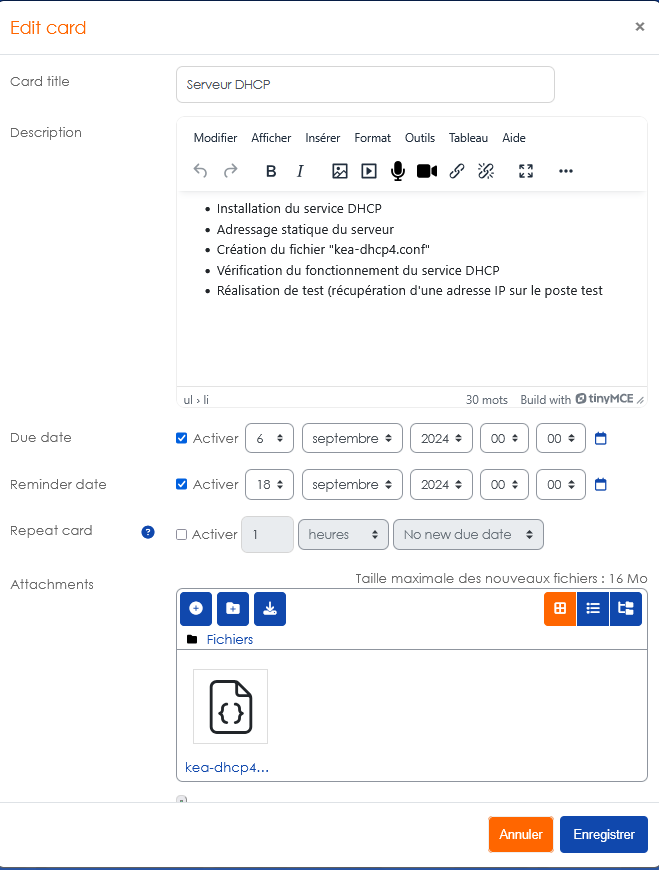 Edit card
×
Card title
Serveur DHCP
Description
Modifier Afficher Insérer Format Outils Tableau Aide
B I
• Installation du service DHCP
• Adressage statique du serveur
• Création du fichier "kea-dhcp4.conf"
• Vérification du fonctionnement du service DHCP
• Réalisation de test (récupération d'une adresse IP sur le poste test
ul › li 30 mots Build with tinyMCE
Due date Activer 6 septembre 2024 00 00
Reminder date Activer 18 septembre 2024 00 00
Repeat card ? Activer 1 heures No new due date
Attachments
Taille maximale des nouveaux fichiers : 16 Mo
Fichiers
kea-dhcp4...
Annuler Enregistrer